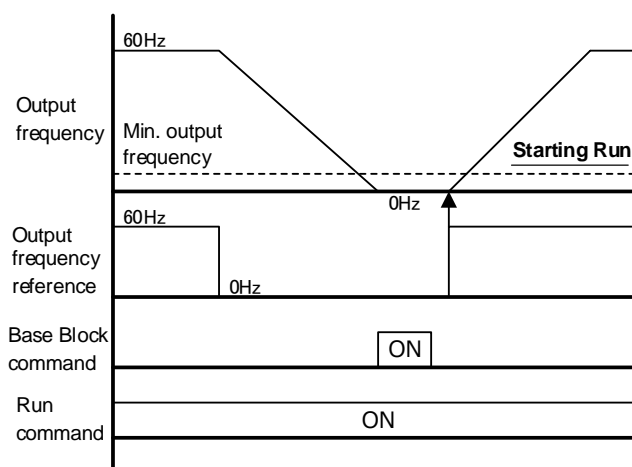 60Hz
Output
frequency
Min. output
frequency
Starting Run
0Hz
60Hz
Output
frequency
reference
0Hz
Base Block
command
ON
Run
command
ON